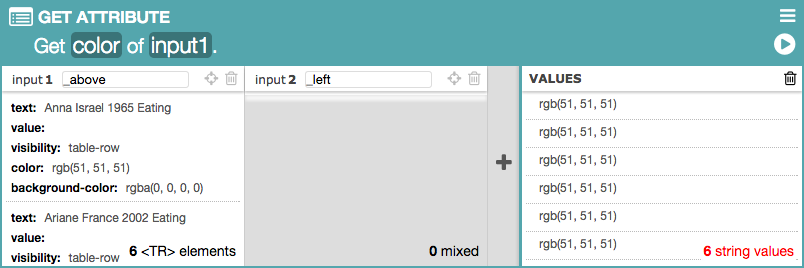 GET ATTRIBUTE
Get color of input1.
input 1 _above
text: Anna Israel 1965 Eating
value:
visibility: table-row
color: rgb(51, 51, 51)
background-color: rgba(0, 0, 0, 0)
text: Ariane France 2002 Eating
value:
visibility: table-row
6 <TR> elements
input 2 _left
0 mixed
+
VALUES
rgb(51, 51, 51)
rgb(51, 51, 51)
rgb(51, 51, 51)
rgb(51, 51, 51)
rgb(51, 51, 51)
rgb(51, 51, 51)
6 string values